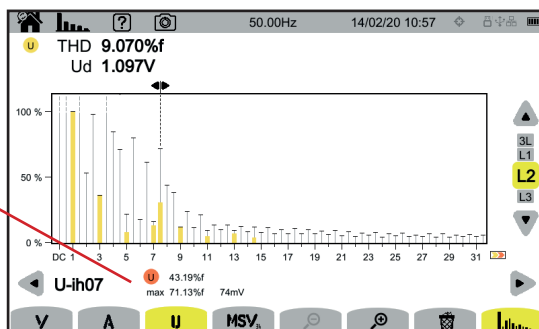 ? 50.00Hz 14/02/20 10:57
U THD 9.070%f
Ud 1.097V
100 %
50 %
0 %
DC 1 3 5 7 9 11 13 15 17 19 21 23 25 27 29 31
3L
L1
L2
L3
U-ih07 U 43.19%f
max 71.13%f 74mV
V A U MSV